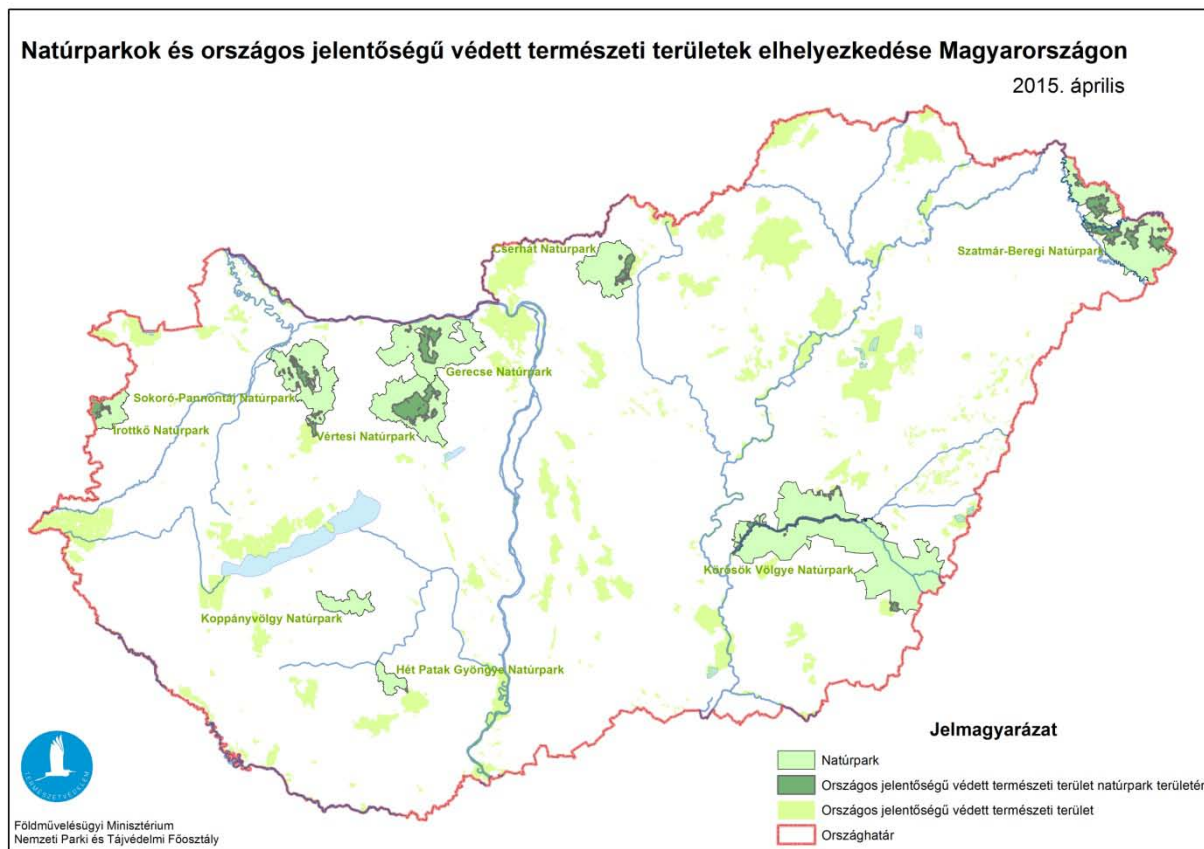 Natúrparkok és országos jelentőségű védett természeti területek elhelyezkedése Magyarországon
2015. április
Cserhát Natúrpark
Szatmár-Beregi Natúrpark
Gerecse Natúrpark
Sokoró-Pannontáj Natúrpark
Írottkő Natúrpark
Vértesi Natúrpark
Körösök Völgye Natúrpark
Koppányvölgy Natúrpark
Hét Patak Gyöngye Natúrpark
Jelmagyarázat
Natúrpark
Országos jelentőségű védett természeti terület natúrpark területén
Országos jelentőségű védett természeti terület
Országhatár
TERMÉSZETVÉDELEM
Földművelésügyi Minisztérium
Nemzeti Parki és Tájvédelmi Főosztály